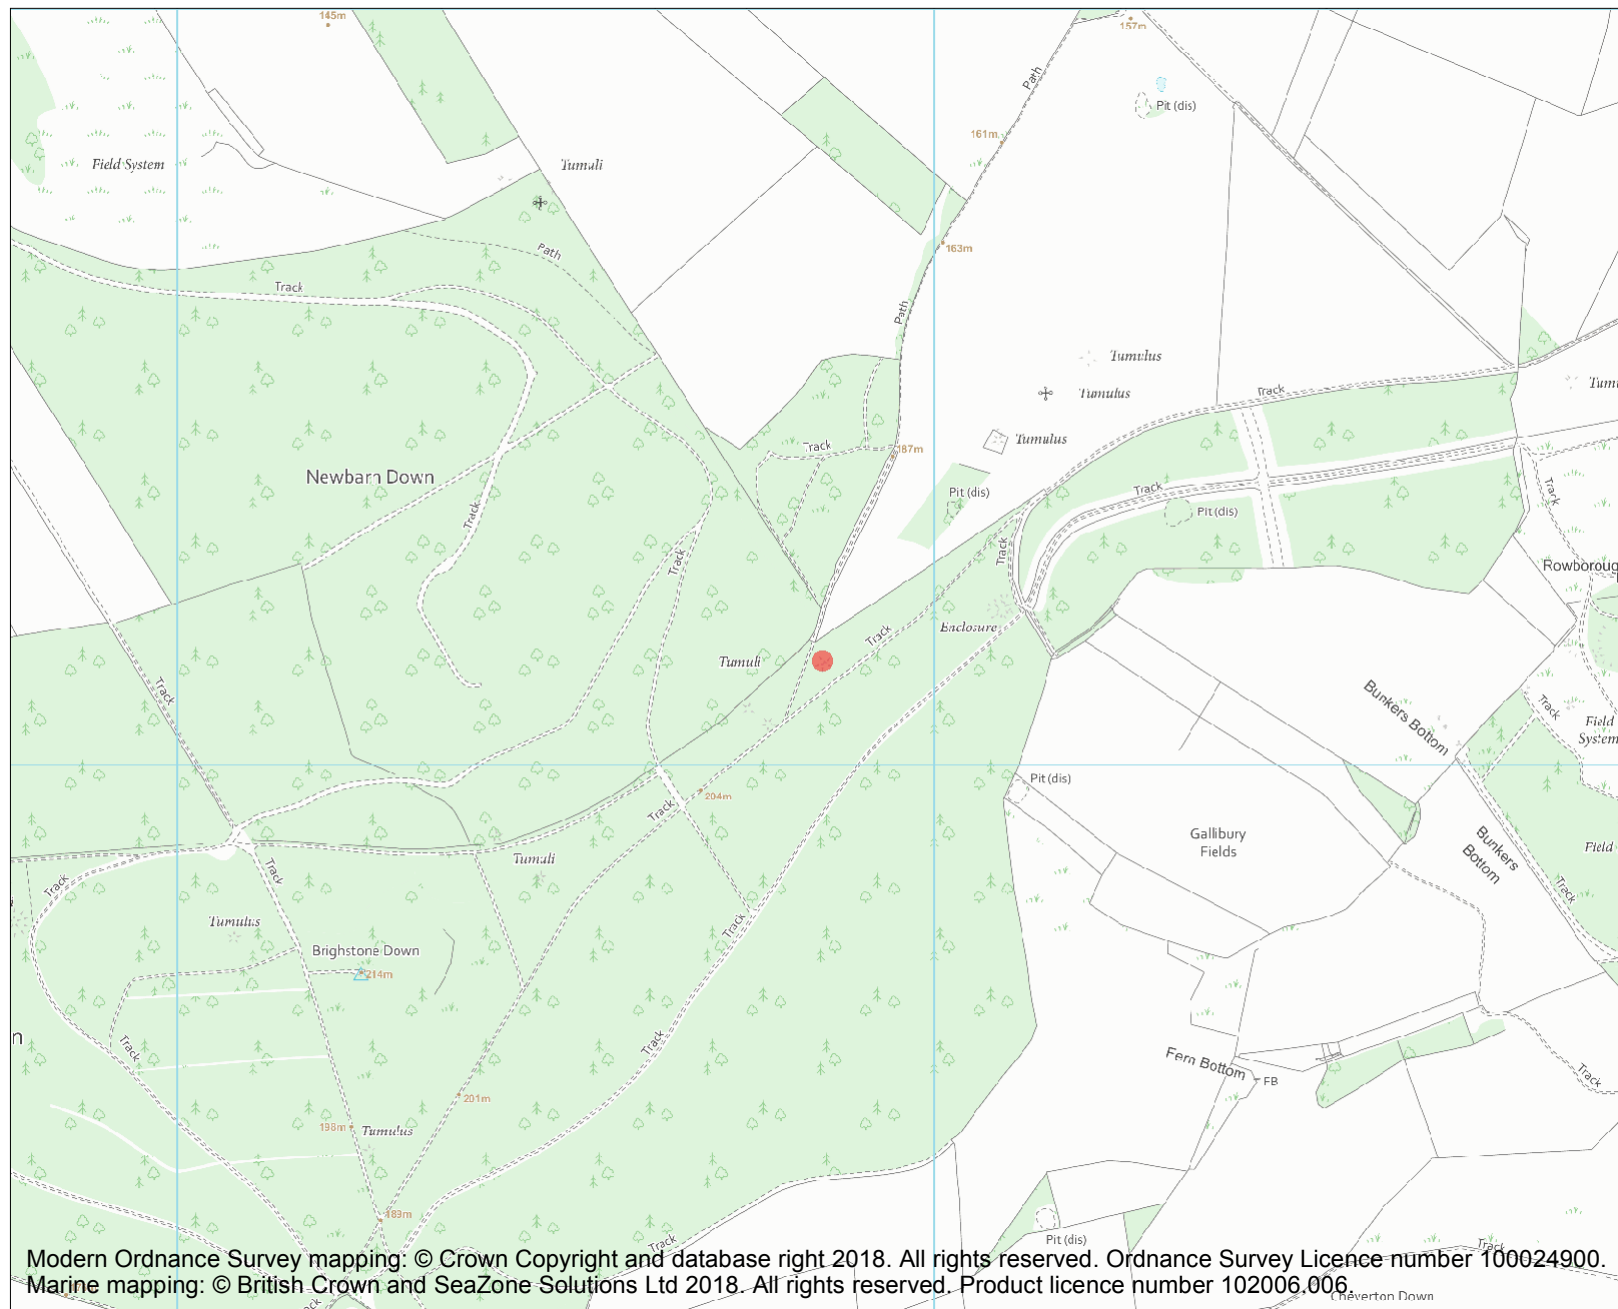 145m
157m
Path
Pit (dis)
161m
Field System
Tumuli
Path
163m
Track
Path
Tumulus
Tumulus
Track
Tumulus
Track
187m
Newbarn Down
Pit (dis)
Track
Track
Pit (dis)
Track
Track
Track
Track
Enclosure
Track
Tumuli
Track
Bunkers Bottom
Track
Field
System
Pit (dis)
204m
Track
Gallibury
Fields
Bunkers
Bottom
Field
Tumuli
Track
Track
Track
Tumulus
Track
Brighstone Down
214m
n
Track
Track
Fern Bottom
FB
Track
201m
198m
Tumulus
189m
Track
Pit (dis)
Track
Modern Ordnance Survey mapping: © Crown Copyright and database right 2018. All rights reserved. Ordnance Survey Licence number 100024900.
Marine mapping: © British Crown and SeaZone Solutions Ltd 2018. All rights reserved. Product licence number 102006.006.
Cheverton Down